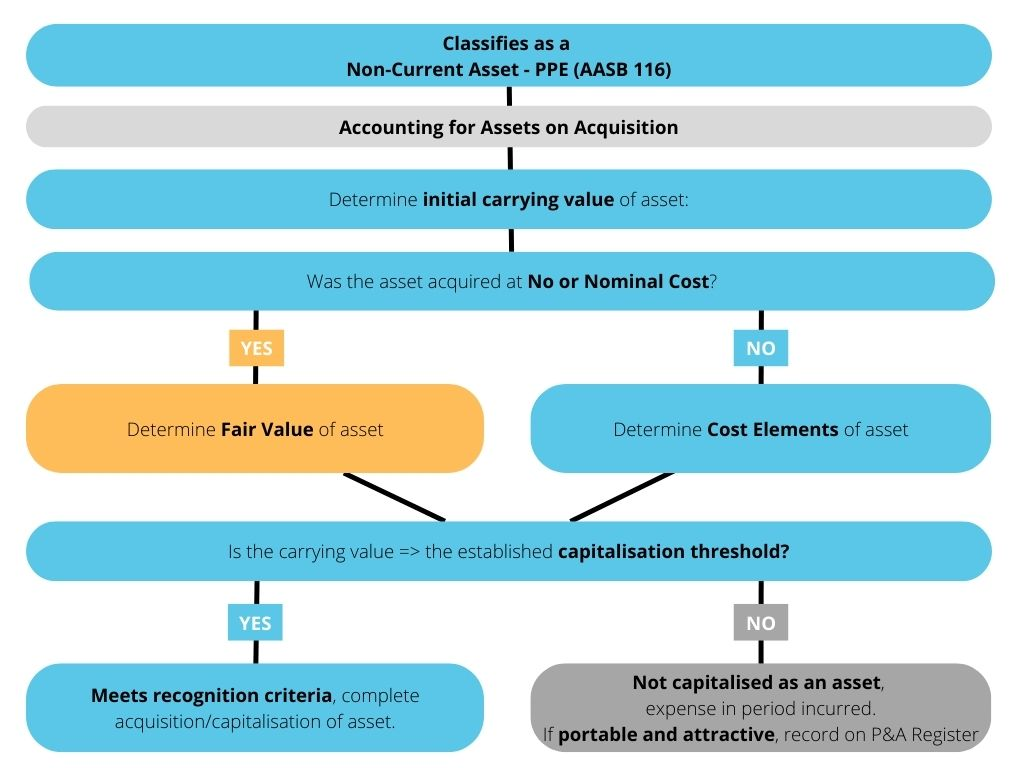 Classifies as a
Non-Current Asset - PPE (AASB 116)
Accounting for Assets on Acquisition
Determine initial carrying value of asset:
Was the asset acquired at No or Nominal Cost?
YES
NO
Determine Fair Value of asset
Determine Cost Elements of asset
Is the carrying value => the established capitalisation threshold?
YES
NO
Meets recognition criteria, complete
acquisition/capitalisation of asset.
Not capitalised as an asset,
expense in period incurred.
If portable and attractive, record on P&A Register